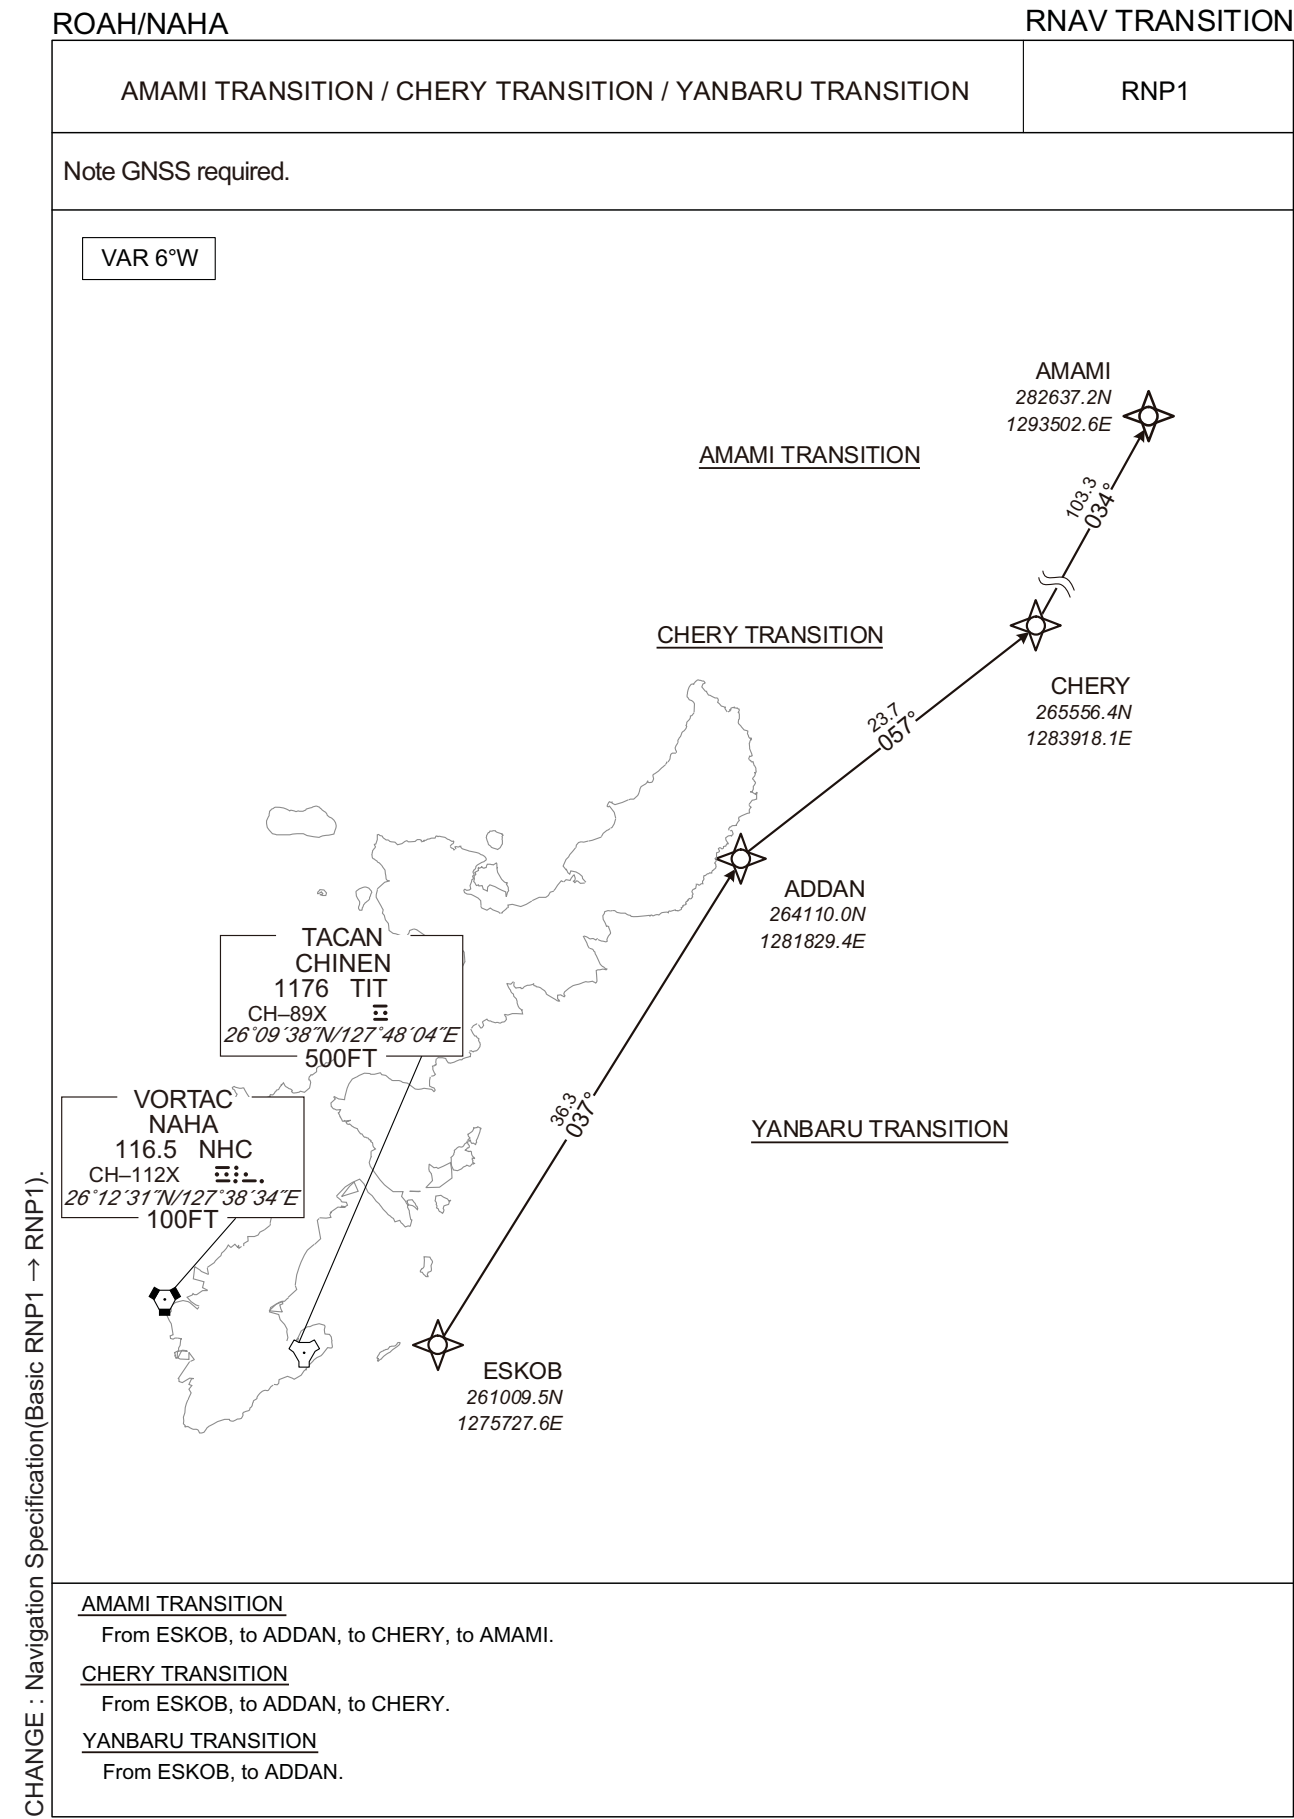 ROAH/NAHA
RNAV TRANSITION
AMAMI TRANSITION / CHERY TRANSITION / YANBARU TRANSITION
RNP1
Note GNSS required.
VAR 6°W
AMAMI
282637.2N
1293502.6E
AMAMI TRANSITION
103.3
034°
CHERY TRANSITION
CHERY
265556.4N
1283918.1E
23.7
057°
ADDAN
264110.0N
1281829.4E
TACAN
CHINEN
1176 TIT
CH–89X
26°09´38˝N/127°48´04˝E
500FT
VORTAC
NAHA
116.5 NHC
CH–112X
26°12´31˝N/127°38´34˝E
100FT
36.3
037°
YANBARU TRANSITION
ESKOB
261009.5N
1275727.6E
AMAMI TRANSITION
From ESKOB, to ADDAN, to CHERY, to AMAMI.
CHERY TRANSITION
From ESKOB, to ADDAN, to CHERY.
YANBARU TRANSITION
From ESKOB, to ADDAN.
CHANGE : Navigation Specification(Basic RNP1 → RNP1).